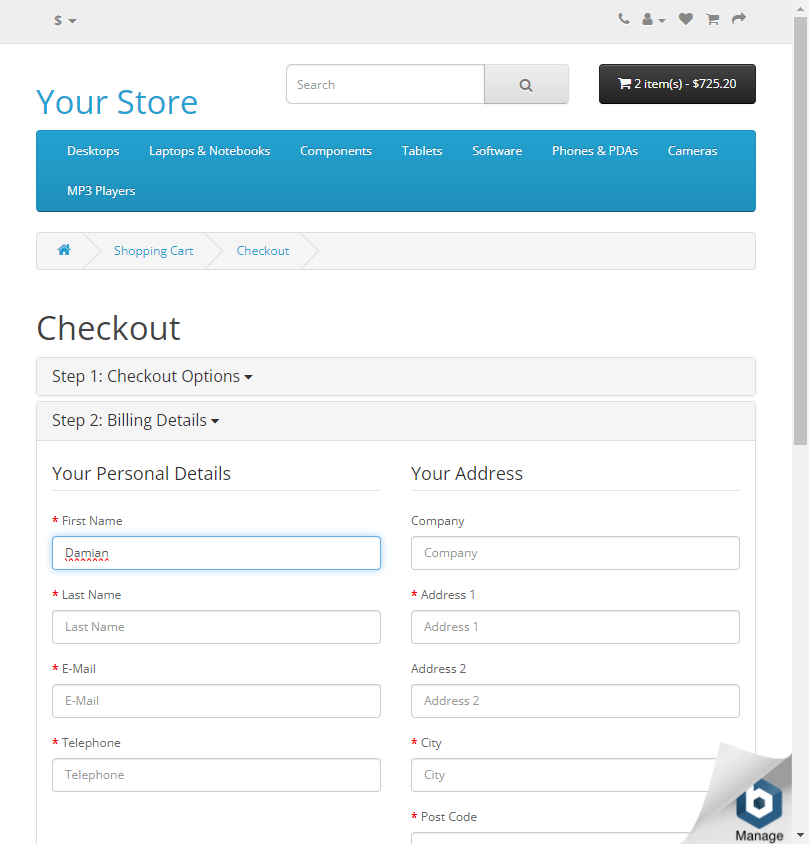 $
Your Store
Search
2 item(s) - $725.20
Desktops
Laptops & Notebooks
Components
Tablets
Software
Phones & PDAs
Cameras
MP3 Players
Shopping Cart
Checkout
Checkout
Step 1: Checkout Options
Step 2: Billing Details
Your Personal Details
* First Name
Damian
* Last Name
Last Name
* E-Mail
E-Mail
* Telephone
Telephone
Your Address
Company
Company
* Address 1
Address 1
Address 2
Address 2
* City
City
* Post Code
b
Manage